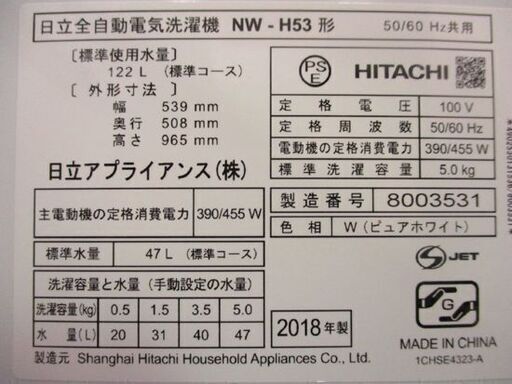 日立全自動電気洗濯機 NW - H53 形 50/60 Hz共用
〔 標準使用水量 〕
122 L (標準コース)
〔 外形寸法 〕
幅 539 mm
奥行 508 mm
高さ 965 mm
日立アプライアンス(株)
主電動機の定格消費電力 390/455 W
標準水量 47 L (標準コース)
洗濯容量と水量 (手動設定の水量)
洗濯容量(kg) 0.5 1.5 3.5 5.0
水量(L) 20 31 40 47
製造元 Shanghai Hitachi Household Appliances Co., Ltd.
PSE
HITACHI
定格電圧 100 V
定格周波数 50/60 Hz
電動機の定格消費電力 390/455 W
標準洗濯容量 5.0 kg
製造番号 8003531
色相 W (ピュアホワイト)
S JET
G
2018 年製
MADE IN CHINA
1CHSE4323-A